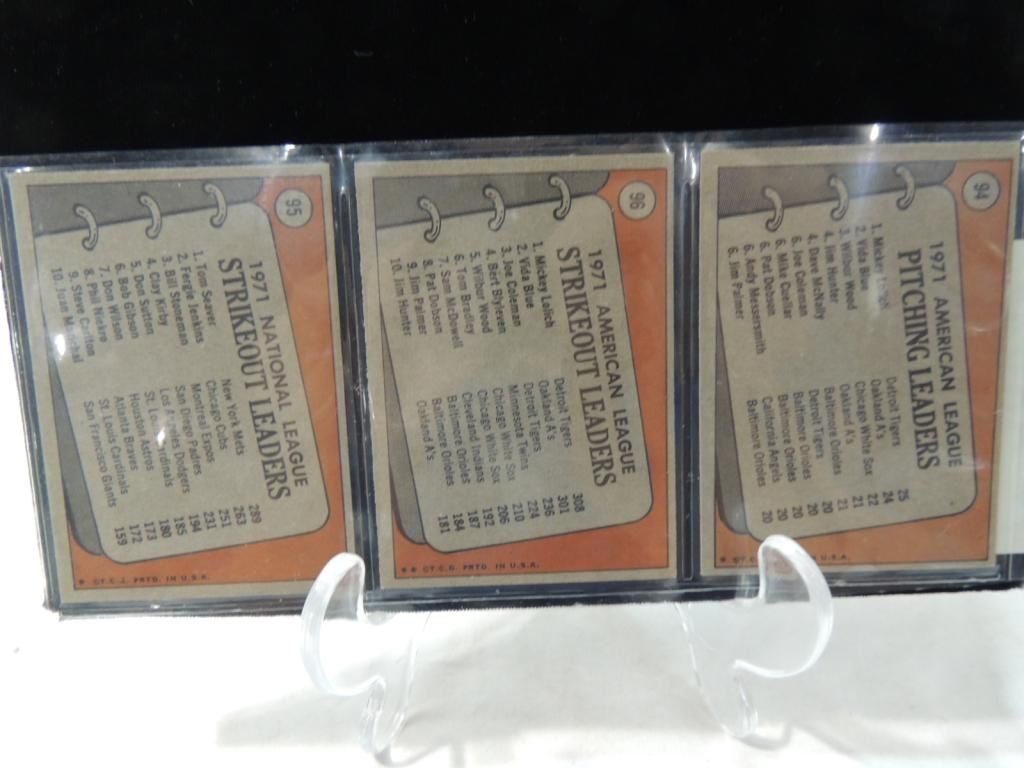 95
1971 NATIONAL LEAGUE
STRIKEOUT LEADERS
1. Tom Seaver New York Mets 289
2. Fergie Jenkins Chicago Cubs 263
3. Bill Stoneman Montreal Expos 251
4. Clay Kirby San Diego Padres 231
5. Don Sutton Los Angeles Dodgers 194
6. Bob Gibson St. Louis Cardinals 185
7. Don Wilson Houston Astros 180
8. Phil Niekro Atlanta Braves 173
9. Steve Carlton St. Louis Cardinals 172
10. Juan Marichal San Francisco Giants 159
© T.C.G. PRTD. IN U.S.A.
96
1971 AMERICAN LEAGUE
STRIKEOUT LEADERS
1. Mickey Lolich Detroit Tigers 308
2. Vida Blue Oakland A's 301
3. Joe Coleman Detroit Tigers 236
4. Bert Blyleven Minnesota Twins 224
5. Wilbur Wood Chicago White Sox 210
6. Tom Bradley Chicago White Sox 206
7. Sam McDowell Cleveland Indians 192
8. Pat Dobson Baltimore Orioles 187
9. Jim Palmer Baltimore Orioles 184
10. Jim Hunter Oakland A's 181
© T.C.G. PRTD. IN U.S.A.
94
1971 AMERICAN LEAGUE
PITCHING LEADERS
1. Mickey Lolich Detroit Tigers 25
2. Vida Blue Oakland A's 24
3. Wilbur Wood Chicago White Sox 22
4. Jim Hunter Oakland A's 21
4. Dave McNally Baltimore Orioles 21
6. Joe Coleman Detroit Tigers 20
6. Mike Cuellar Baltimore Orioles 20
6. Pat Dobson Baltimore Orioles 20
6. Andy Messersmith California Angels 20
6. Jim Palmer Baltimore Orioles 20
U.S.A.